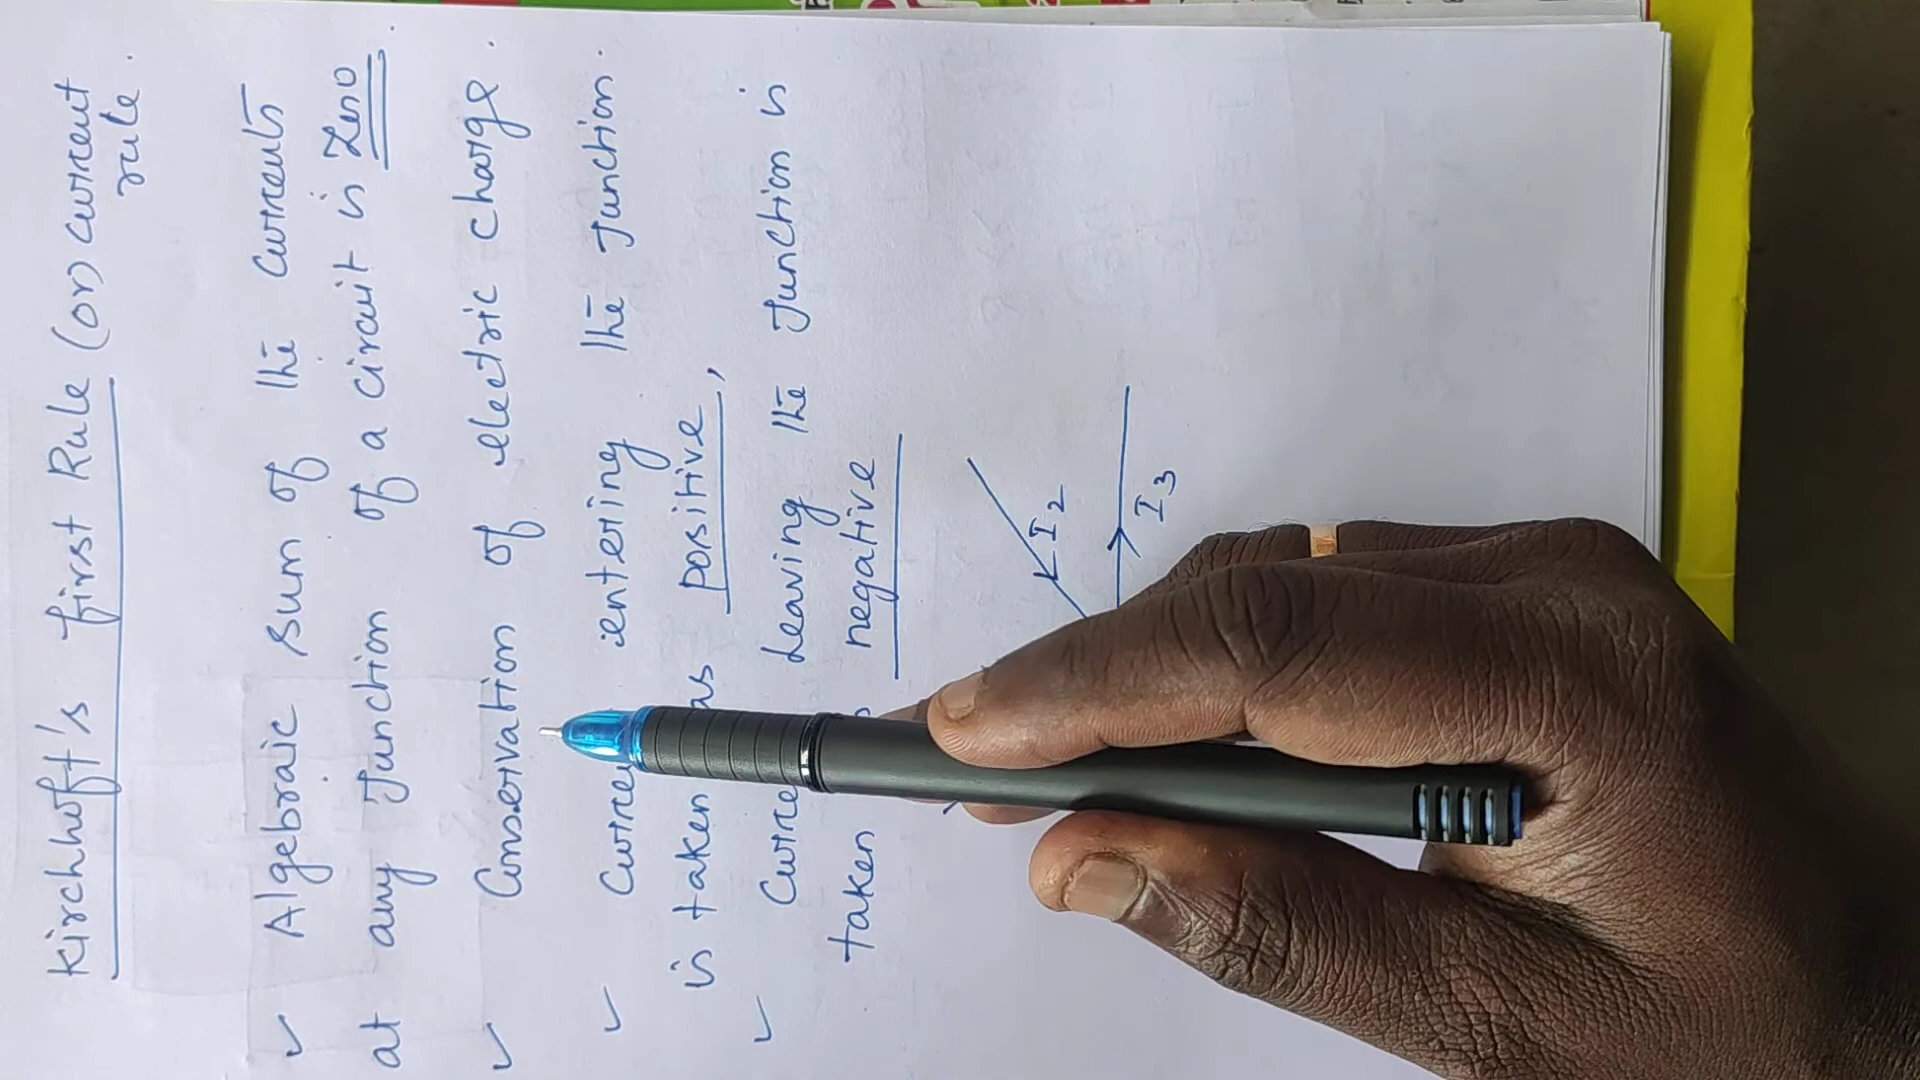 Kirchhoff's first Rule (or) current
rule.
✓ Algebraic sum of the currents
at any Junction of a circuit is Zero.
✓ Conservation of electric charge.
✓ entering the Junction.
is taken as positive,
✓ Leaving the Junction is
taken negative
I2
I3